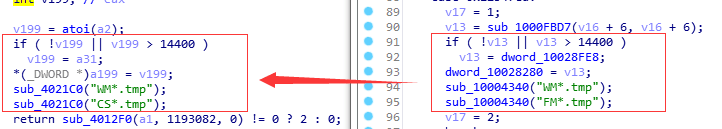 int v199; // eax
v199 = atoi(a2);
if ( !v199 || v199 > 14400 )
v199 = a31;
*(_DWORD *)a199 = v199;
sub_4021C0("WM*.tmp");
sub_4021C0("CS*.tmp");
return sub_4012F0(a1, 1193082, 0) != 0 ? 2 : 0;
89 v17 = 1;
90 v13 = sub_1000FBD7(v16 + 6, v16 + 6);
91 if ( !v13 || v13 > 14400 )
92 v13 = dword_10028FE8;
93 dword_10028280 = v13;
94 sub_10004340("WM*.tmp");
95 sub_10004340("FM*.tmp");
96 v17 = 2;